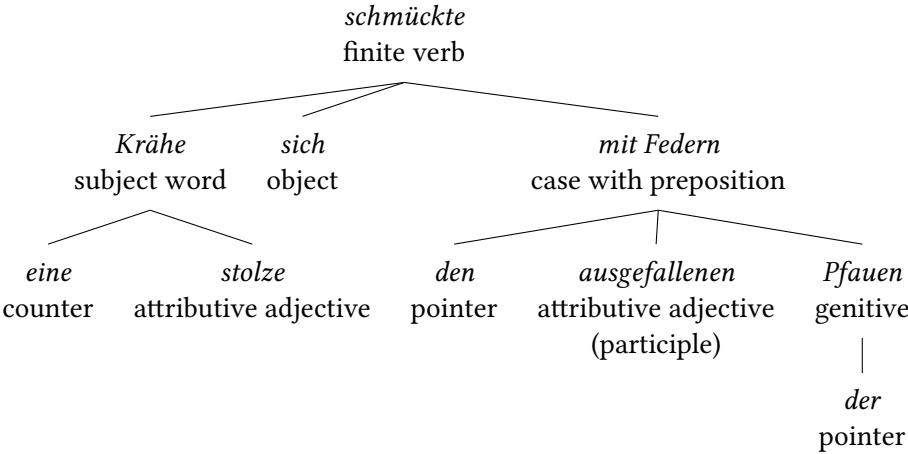 schmückte
finite verb
Krähe sich mit Federn
subject word object case with preposition
eine stolze den ausgefallenen Pfauen
counter attributive adjective pointer attributive adjective genitive
(participle)
der
pointer